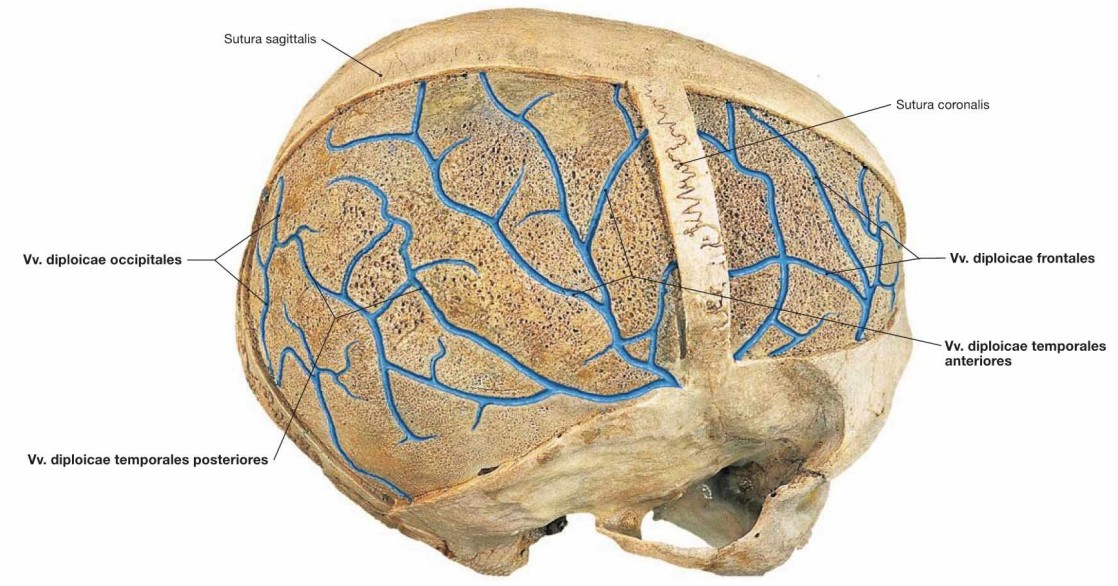 Sutura sagittalis
Sutura coronalis
Vv. diploicae occipitales
Vv. diploicae frontales
Vv. diploicae temporales
anteriores
Vv. diploicae temporales posteriores